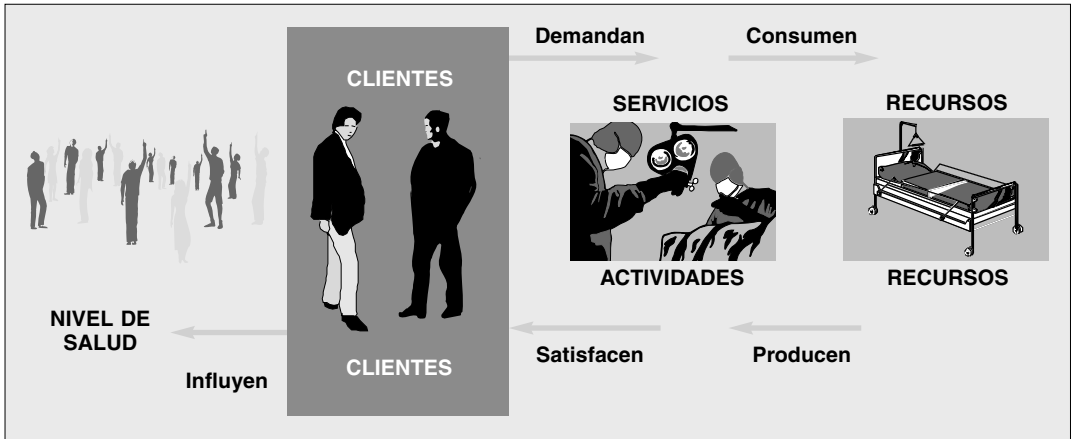 Demandan
Consumen
CLIENTES
SERVICIOS
RECURSOS
ACTIVIDADES
RECURSOS
NIVEL DE
SALUD
Influyen
CLIENTES
Satisfacen
Producen